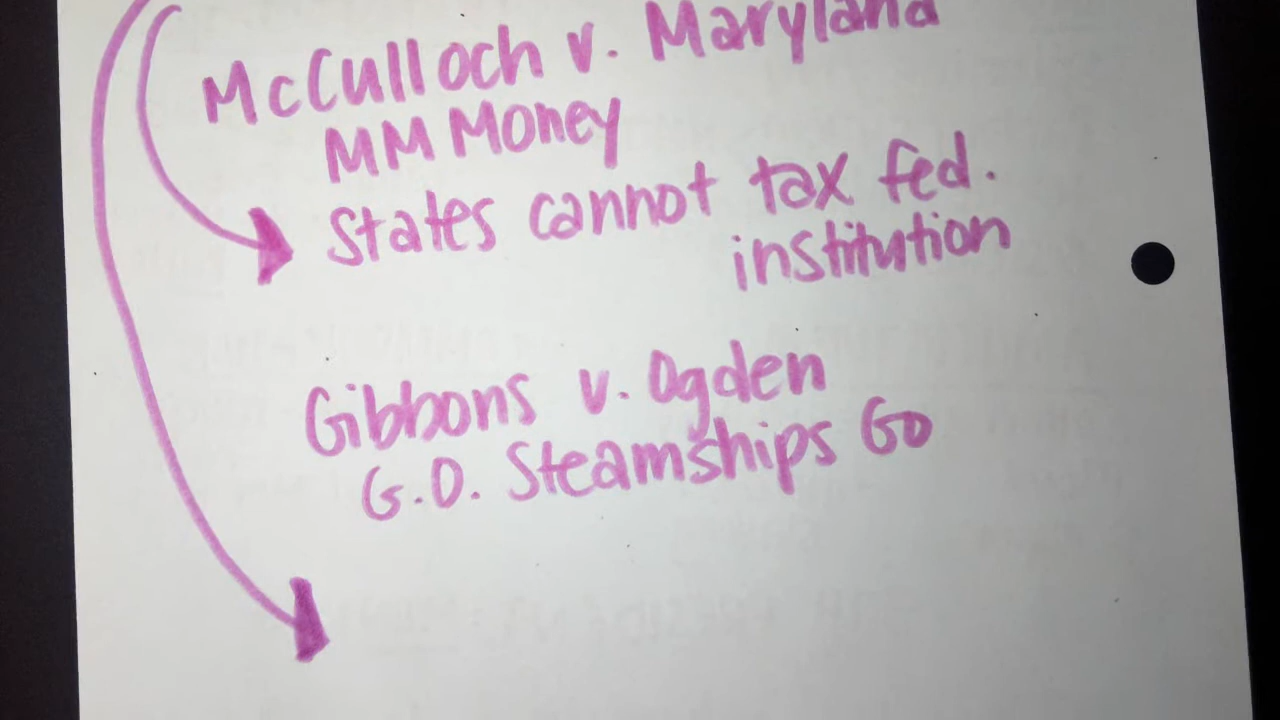 McCulloch v. Maryland
MM Money
States cannot tax fed.
institution
Gibbons v. Ogden
G.O. Steamships Go